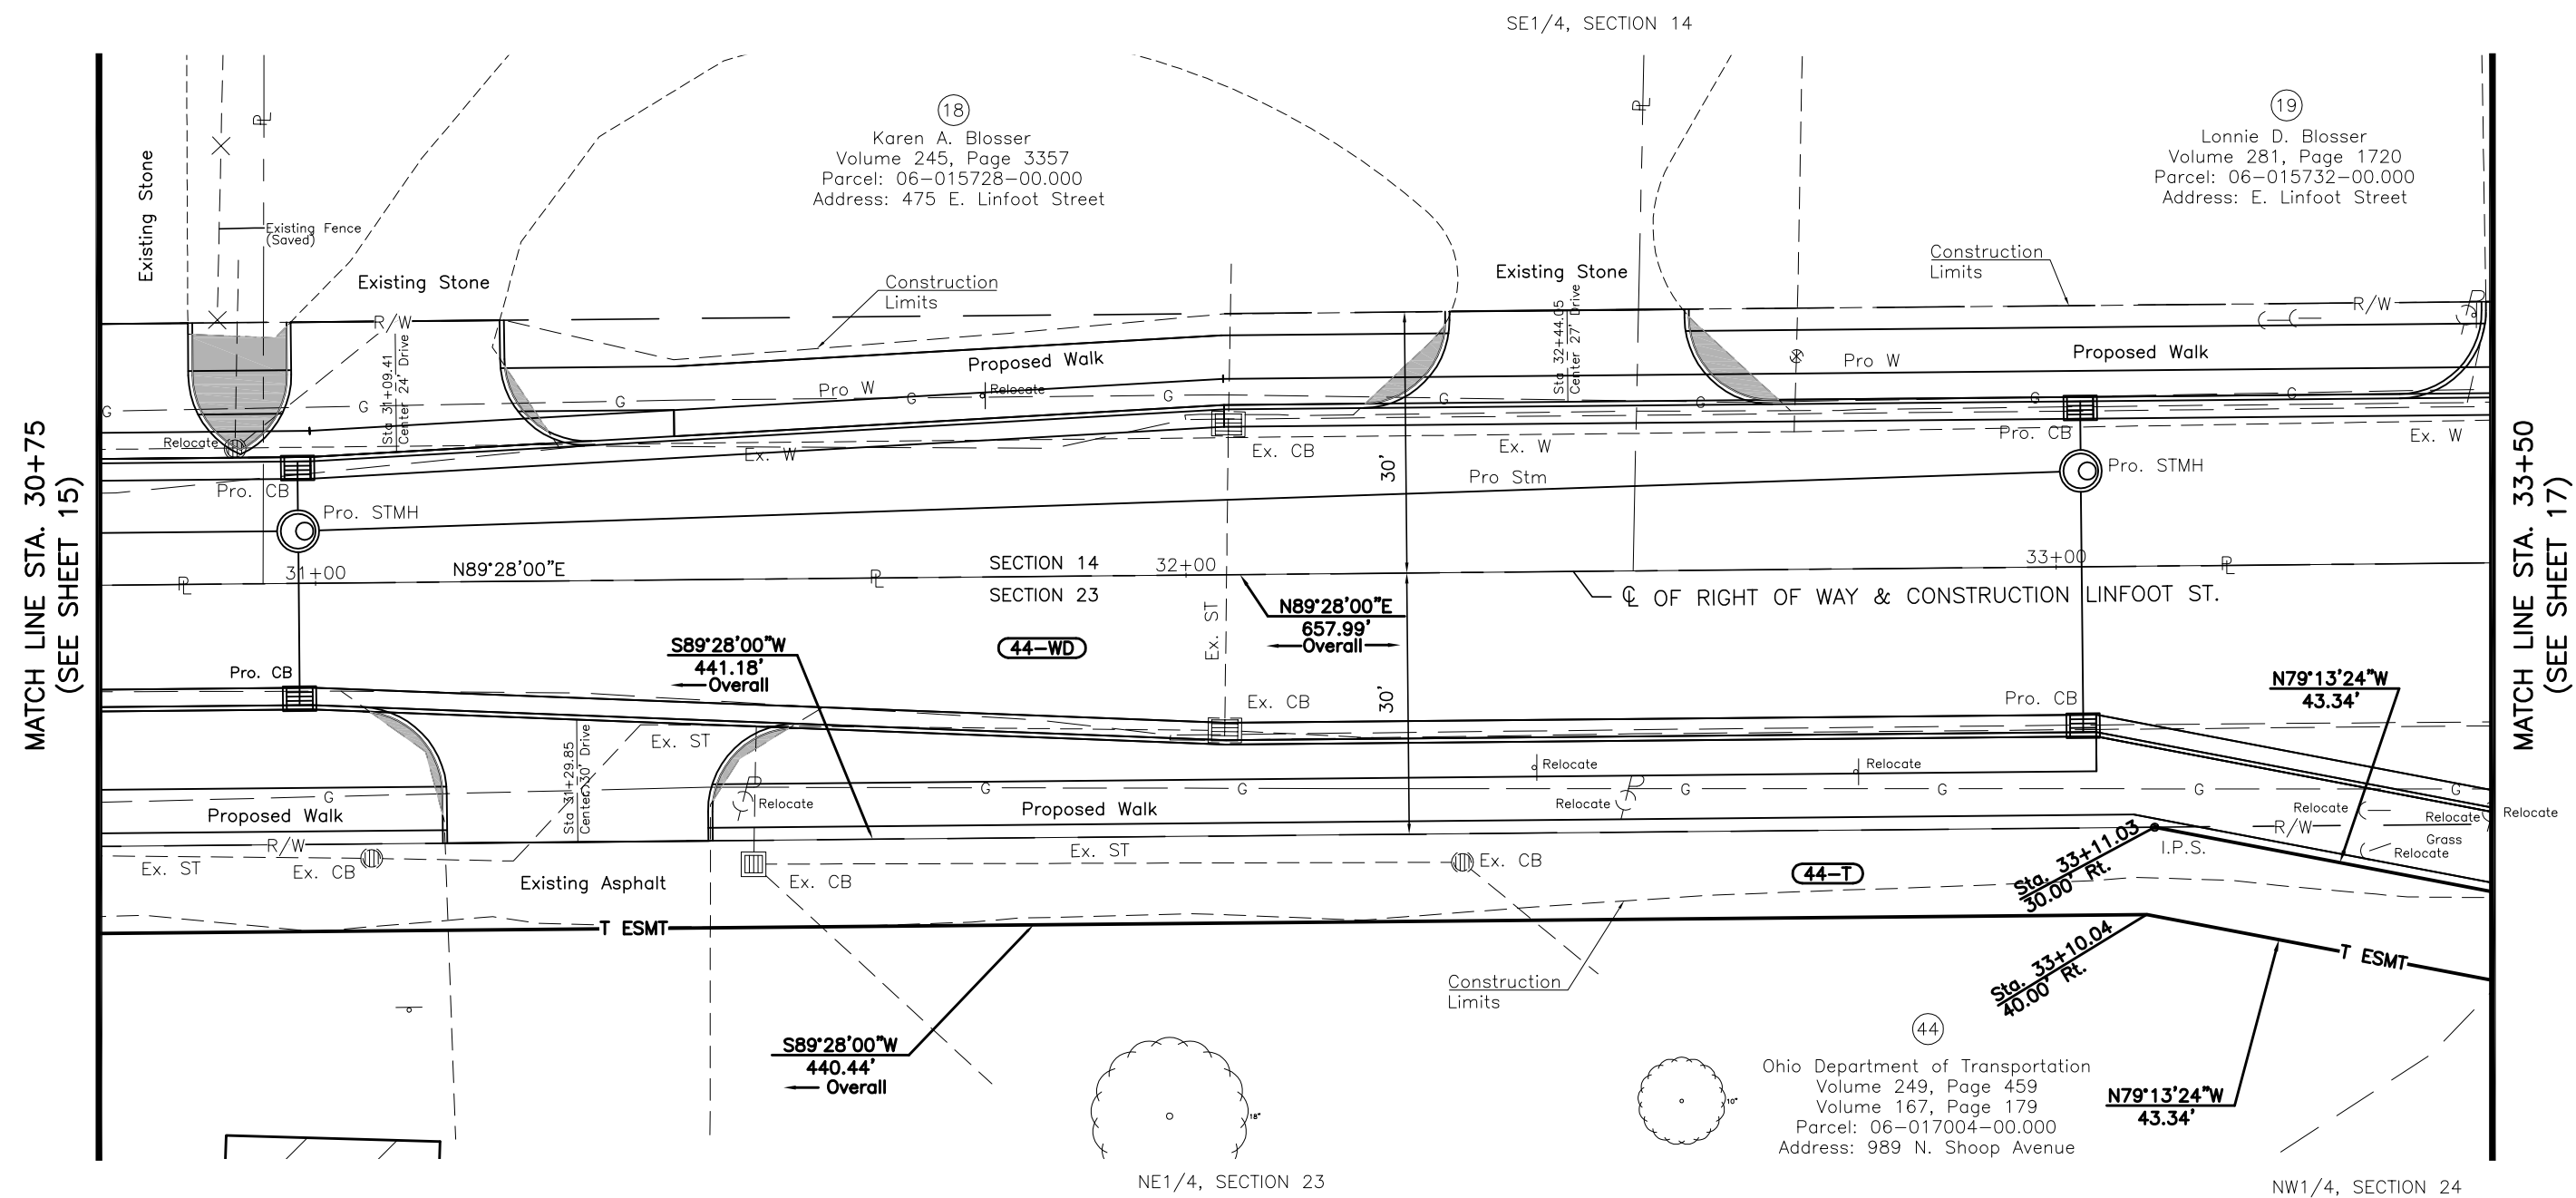 SE1/4, SECTION 14
18
Karen A. Blosser
Volume 245, Page 3357
Parcel: 06-015728-00.000
Address: 475 E. Linfoot Street
19
Lonnie D. Blosser
Volume 281, Page 1720
Parcel: 06-015732-00.000
Address: E. Linfoot Street
MATCH LINE STA. 30+75
(SEE SHEET 15)
Existing Stone
Existing Fence
(Saved)
Existing Stone
Construction
Limits
Existing Stone
Construction
Limits
R/W
R/W
Sta 31+09.41
Center 24' Drive
Sta 32+44.05
Center 27' Drive
Proposed Walk
Proposed Walk
Pro W
Pro W
Relocate
G
G
G
G
G
G
G
G
G
Relocate
Ex. W
Ex. CB
Ex. W
Pro. CB
Ex. W
Pro. CB
Pro. STMH
Pro Stm
Pro. STMH
30'
31+00
N89°28'00"E
SECTION 14
SECTION 23
32+00
33+00
℄ OF RIGHT OF WAY & CONSTRUCTION LINFOOT ST.
N89°28'00"E
657.99'
Overall
Ex. ST
44-WD
S89°28'00"W
441.18'
Overall
Pro. CB
Ex. CB
30'
Pro. CB
N79°13'24"W
43.34'
Ex. ST
Sta 31+29.85
Center 30' Drive
Relocate
Relocate
Relocate
Relocate
G
G
G
G
G
G
G
Relocate
Relocate
Relocate
Grass
Relocate
Proposed Walk
Proposed Walk
R/W
R/W
I.P.S.
Ex. ST
Ex. CB
Existing Asphalt
Ex. CB
Ex. ST
Ex. CB
44-T
Sta. 33+11.03
30.00' Rt.
T ESMT
T ESMT
Sta. 33+10.04
40.00' Rt.
Construction
Limits
S89°28'00"W
440.44'
Overall
18"
10"
44
Ohio Department of Transportation
Volume 249, Page 459
Volume 167, Page 179
Parcel: 06-017004-00.000
Address: 989 N. Shoop Avenue
N79°13'24"W
43.34'
MATCH LINE STA. 33+50
(SEE SHEET 17)
NE1/4, SECTION 23
NW1/4, SECTION 24